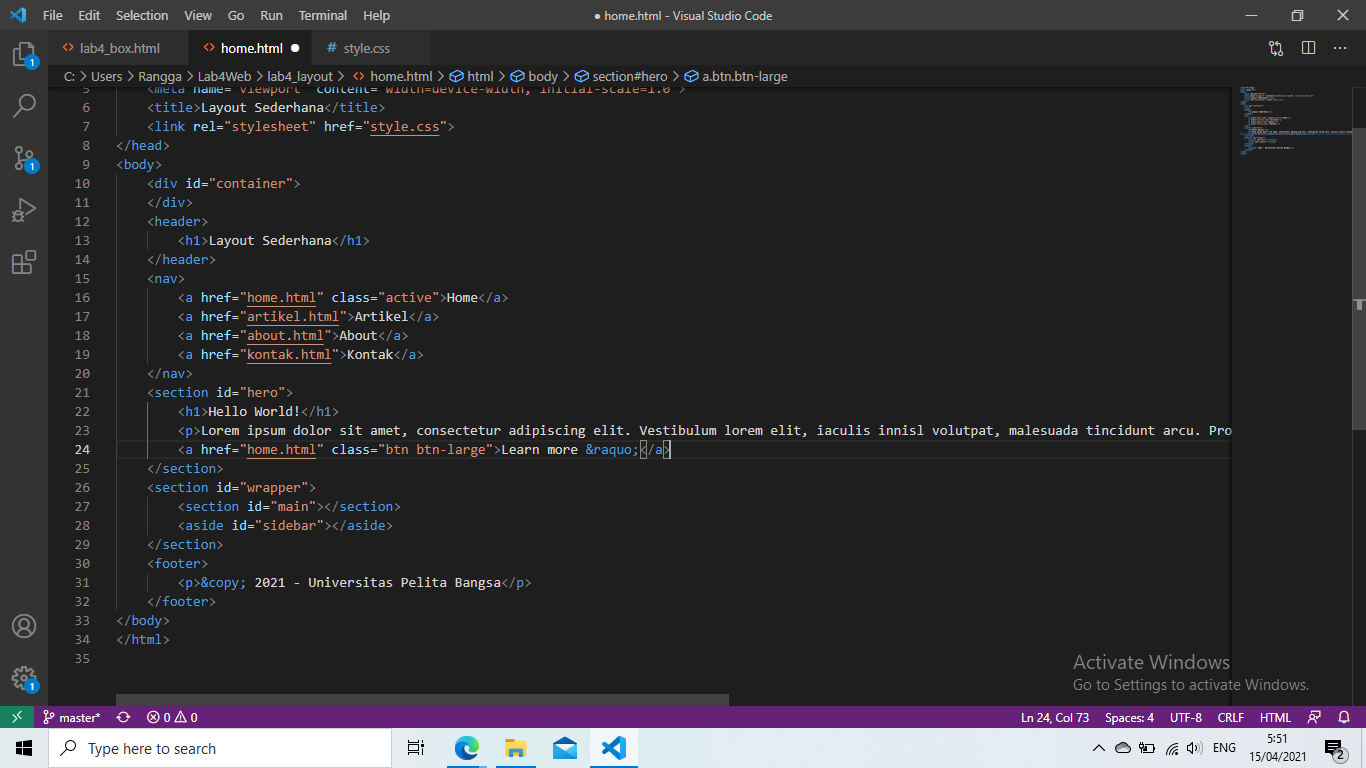 File Edit Selection View Go Run Terminal Help ● home.html - Visual Studio Code
<> lab4_box.html <> home.html ● # style.css
C: > Users > Rangga > Lab4Web > lab4_layout > <> home.html > html > body > section#hero > a.btn.btn-large
5 <meta name="viewport" content="width=device-width, initial-scale=1.0">
6 <title>Layout Sederhana</title>
7 <link rel="stylesheet" href="style.css">
8 </head>
9 <body>
10 <div id="container">
11 </div>
12 <header>
13 <h1>Layout Sederhana</h1>
14 </header>
15 <nav>
16 <a href="home.html" class="active">Home</a>
17 <a href="artikel.html">Artikel</a>
18 <a href="about.html">About</a>
19 <a href="kontak.html">Kontak</a>
20 </nav>
21 <section id="hero">
22 <h1>Hello World!</h1>
23 <p>Lorem ipsum dolor sit amet, consectetur adipiscing elit. Vestibulum lorem elit, iaculis innisl volutpat, malesuada tincidunt arcu. Pro
24 <a href="home.html" class="btn btn-large">Learn more &raquo;</a>
25 </section>
26 <section id="wrapper">
27 <section id="main"></section>
28 <aside id="sidebar"></aside>
29 </section>
30 <footer>
31 <p>&copy; 2021 - Universitas Pelita Bangsa</p>
32 </footer>
33 </body>
34 </html>
35
1
1
1
Activate Windows
Go to Settings to activate Windows.
master* 0 0 Ln 24, Col 73 Spaces: 4 UTF-8 CRLF HTML
Type here to search ENG 5:51
15/04/2021 2